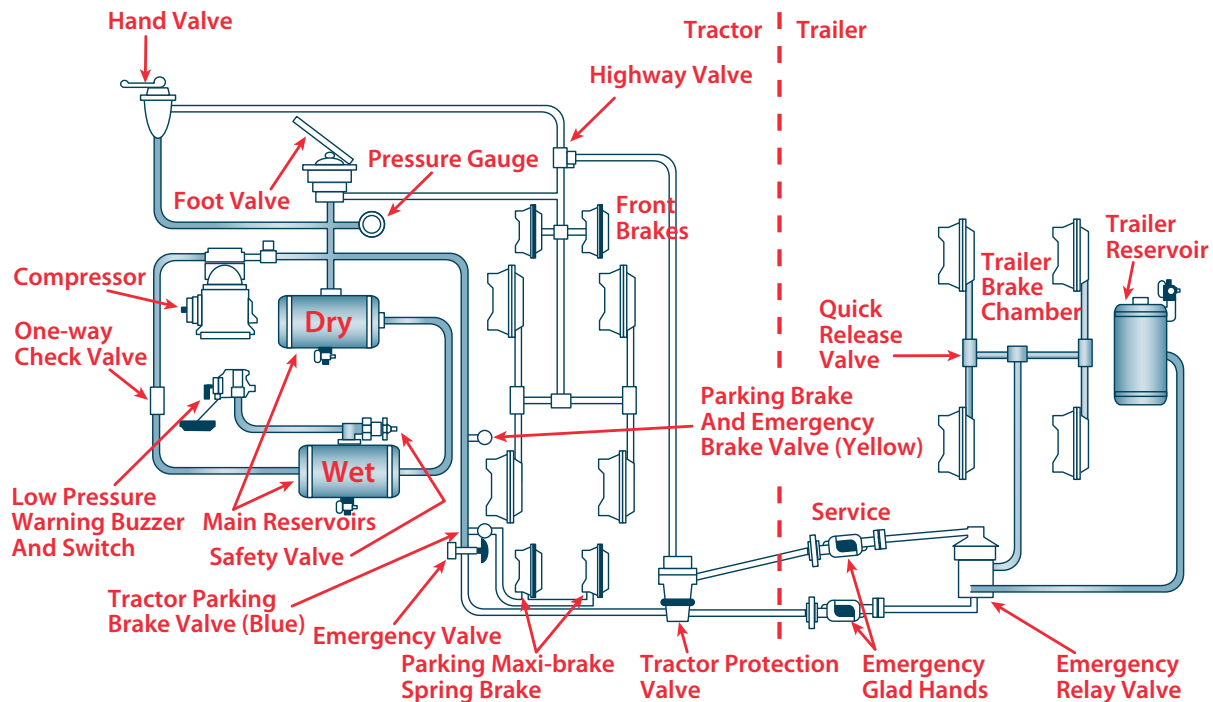 Hand Valve
Tractor
Trailer
Highway Valve
Foot Valve
Pressure Gauge
Front
Brakes
Trailer
Reservoir
Trailer
Brake
Chamber
Compressor
Dry
Quick
Release
Valve
One-way
Check Valve
Parking Brake
And Emergency
Brake Valve (Yellow)
Wet
Low Pressure
Warning Buzzer
And Switch
Main Reservoirs
Safety Valve
Service
Tractor Parking
Brake Valve (Blue)
Emergency Valve
Parking Maxi-brake
Spring Brake
Tractor Protection
Valve
Emergency
Glad Hands
Emergency
Relay Valve